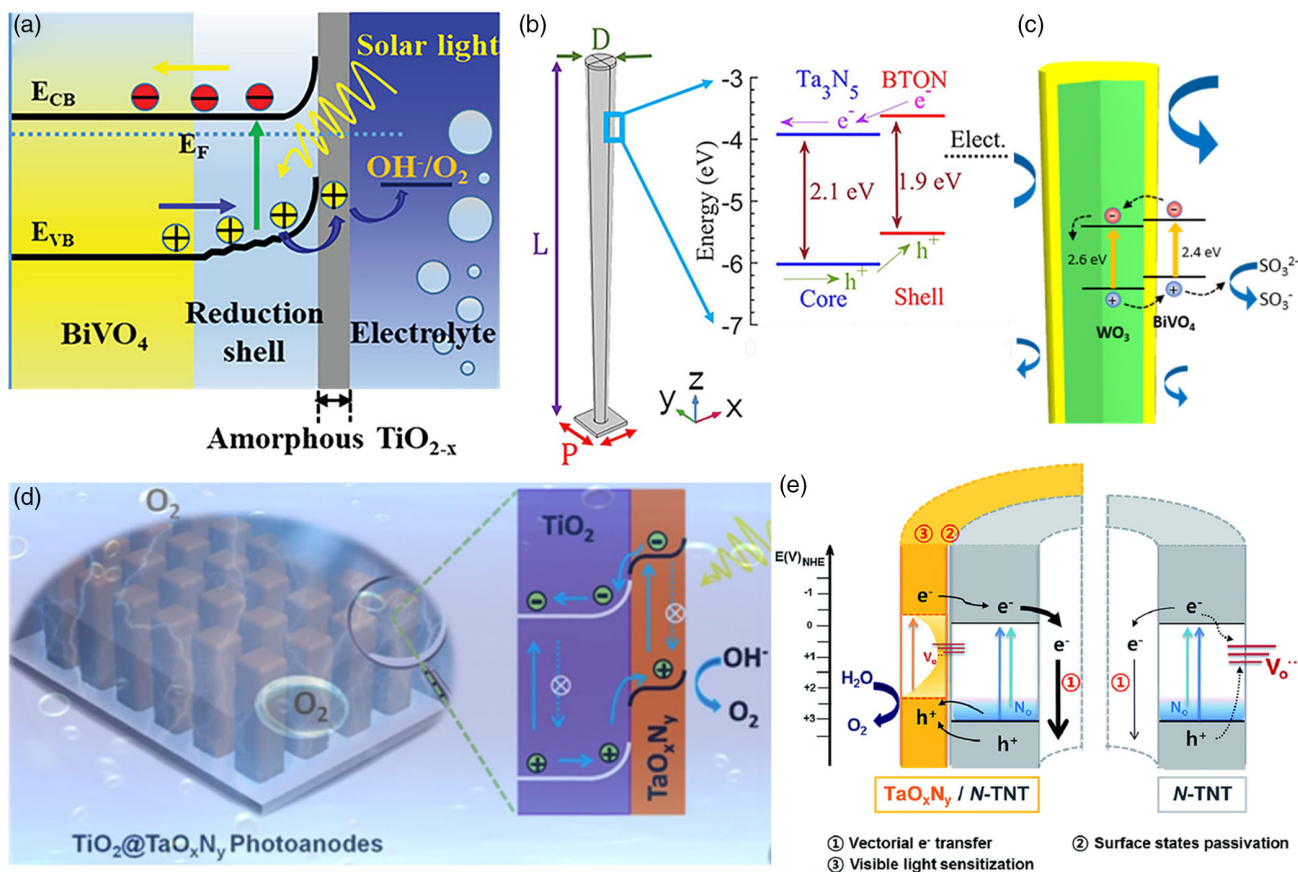 (a)
Solar light
E_CB
E_F
OH⁻/O₂
E_VB
BiVO₄
Reduction
shell
Electrolyte
Amorphous TiO₂₋ₓ
(b)
D
L
P
z
y
x
Energy (eV)
-3
-4
-5
-6
-7
Ta₃N₅
BTON
e⁻
e⁻
Elect.
2.1 eV
1.9 eV
h⁺
h⁺
Core
Shell
(c)
2.6 eV
2.4 eV
WO₃
BiVO₄
SO₃²⁻
SO₃⁻
(d)
O₂
O₂
TiO₂@TaOₓNᵧ Photoanodes
TiO₂
TaOₓNᵧ
OH⁻
O₂
(e)
E(V)NHE
-1
0
+1
+2
+3
③ ②
e⁻
e⁻
e⁻
①
Vo··
H₂O
O₂
h⁺
h⁺
No
TaOₓNᵧ / N-TNT
e⁻
e⁻
①
Vo··
No
h⁺
N-TNT
① Vectorial e⁻ transfer
② Surface states passivation
③ Visible light sensitization